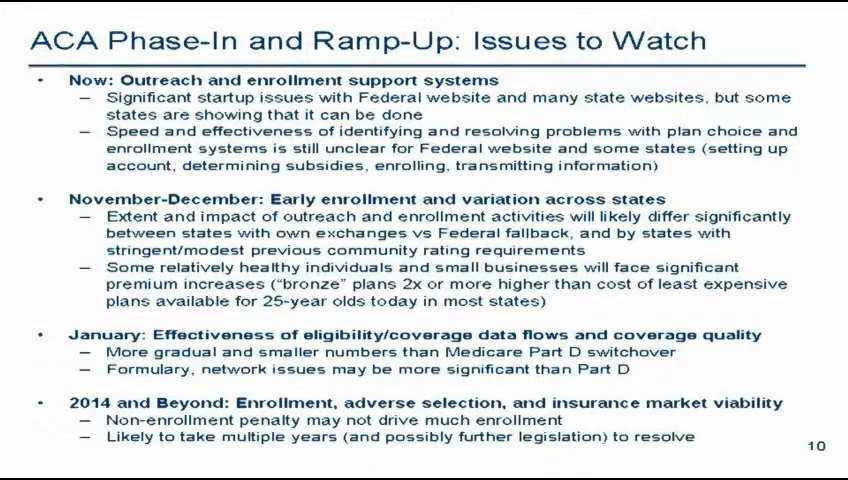 ACA Phase-In and Ramp-Up: Issues to Watch
• Now: Outreach and enrollment support systems
– Significant startup issues with Federal website and many state websites, but some
states are showing that it can be done
– Speed and effectiveness of identifying and resolving problems with plan choice and
enrollment systems is still unclear for Federal website and some states (setting up
account, determining subsidies, enrolling, transmitting information)
• November-December: Early enrollment and variation across states
– Extent and impact of outreach and enrollment activities will likely differ significantly
between states with own exchanges vs Federal fallback, and by states with
stringent/modest previous community rating requirements
– Some relatively healthy individuals and small businesses will face significant
premium increases ("bronze" plans 2x or more higher than cost of least expensive
plans available for 25-year olds today in most states)
• January: Effectiveness of eligibility/coverage data flows and coverage quality
– More gradual and smaller numbers than Medicare Part D switchover
– Formulary, network issues may be more significant than Part D
• 2014 and Beyond: Enrollment, adverse selection, and insurance market viability
– Non-enrollment penalty may not drive much enrollment
– Likely to take multiple years (and possibly further legislation) to resolve
10